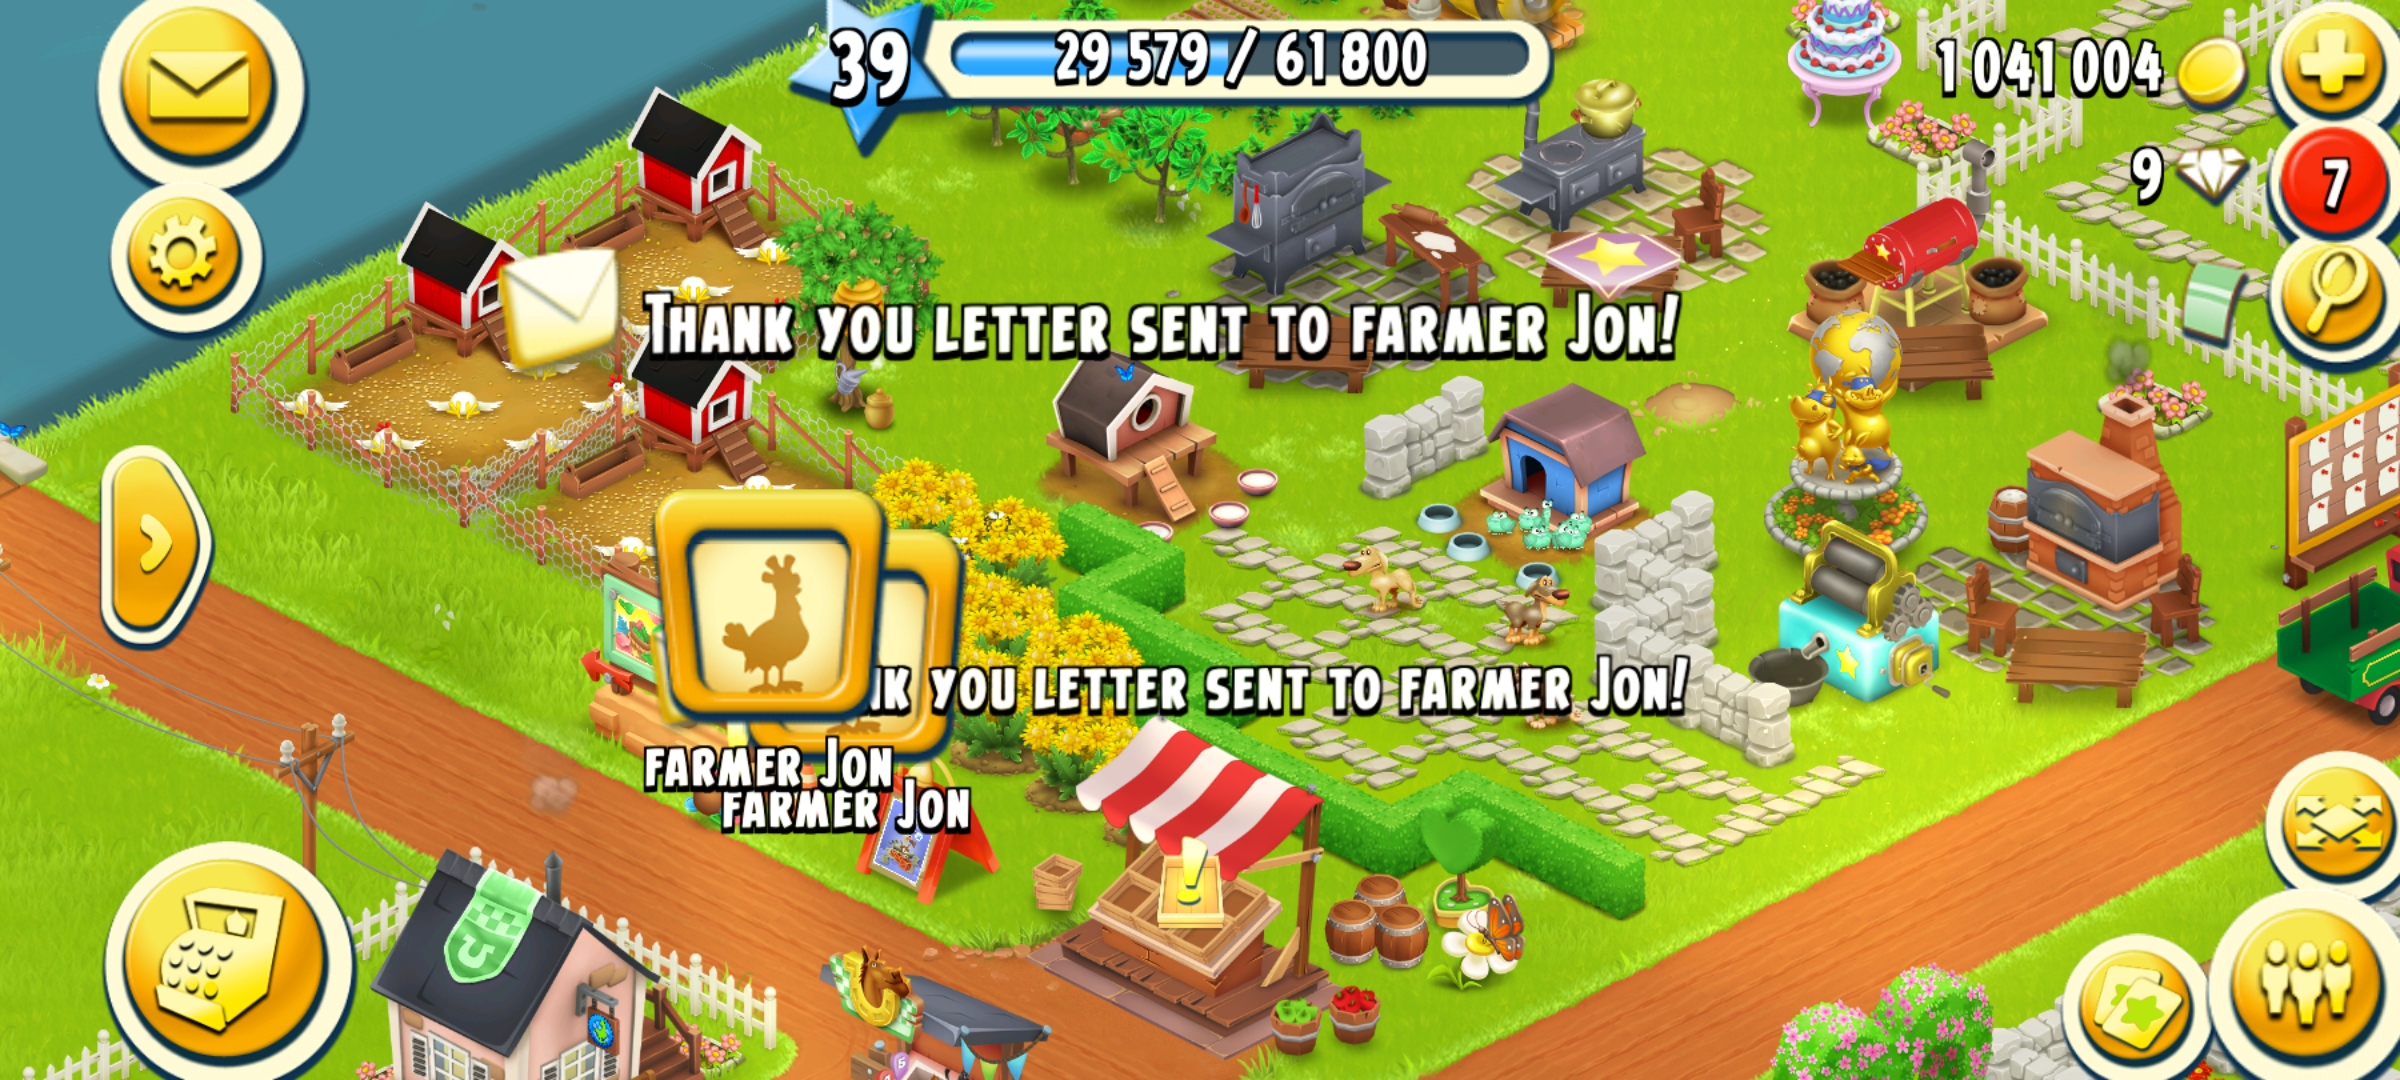 39
29 579 / 61 800
1 041 004
9
7
Thank you letter sent to farmer Jon!
you letter sent to farmer Jon!
farmer Jon
farmer Jon